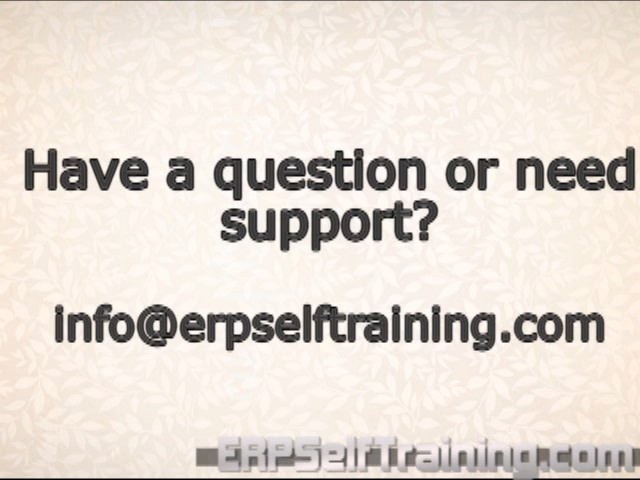 Have a question or need
support?
info@erpselftraining.com
ERPSelfTraining.com